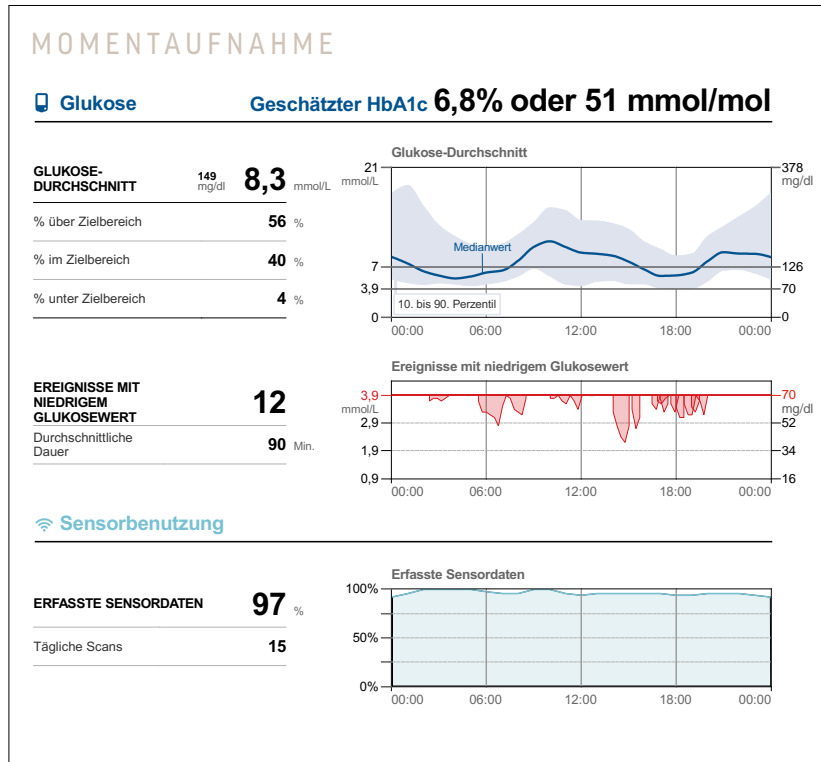 MOMENTAUFNAHME
Glukose
Geschätzter HbA1c 6,8% oder 51 mmol/mol
GLUKOSE-
DURCHSCHNITT
149
mg/dl
8,3 mmol/L
% über Zielbereich 56 %
% im Zielbereich 40 %
% unter Zielbereich 4 %
Glukose-Durchschnitt
21
mmol/L
7
3,9
0
378
mg/dl
126
70
0
Medianwert
10. bis 90. Perzentil
00:00 06:00 12:00 18:00 00:00
EREIGNISSE MIT
NIEDRIGEM
GLUKOSEWERT
12
Durchschnittliche
Dauer
90 Min.
Ereignisse mit niedrigem Glukosewert
3,9
mmol/L
2,9
1,9
0,9
70
mg/dl
52
34
16
00:00 06:00 12:00 18:00 00:00
Sensorbenutzung
ERFASSTE SENSORDATEN 97 %
Tägliche Scans 15
Erfasste Sensordaten
100%
50%
0%
00:00 06:00 12:00 18:00 00:00